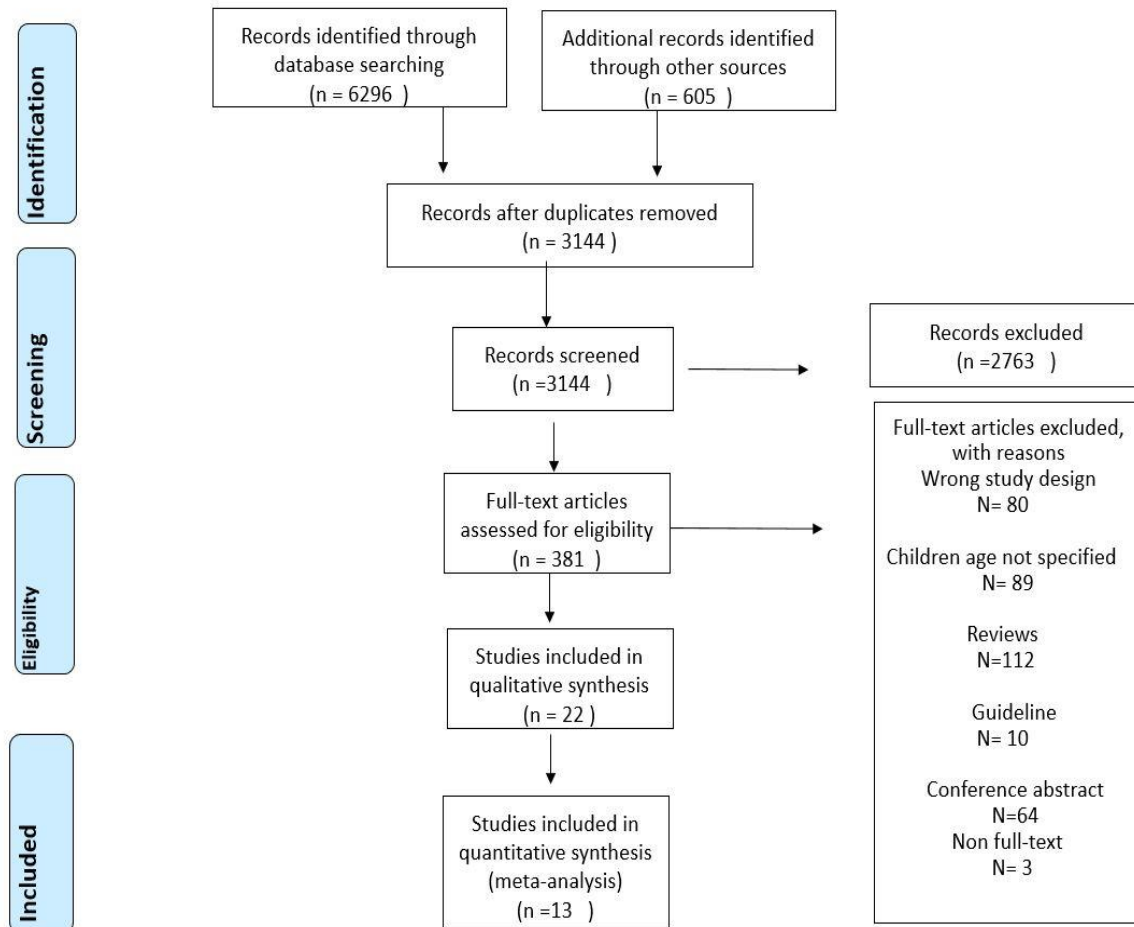 Identification
Records identified through
database searching
(n = 6296 )
Additional records identified
through other sources
(n = 605 )
Records after duplicates removed
(n = 3144 )
Screening
Records screened
(n =3144 )
Records excluded
(n =2763 )
Eligibility
Full-text articles
assessed for eligibility
(n = 381 )
Full-text articles excluded,
with reasons
Wrong study design
N= 80
Children age not specified
N= 89
Reviews
N=112
Guideline
N= 10
Conference abstract
N=64
Non full-text
N= 3
Studies included in
qualitative synthesis
(n = 22 )
Included
Studies included in
quantitative synthesis
(meta-analysis)
(n =13 )